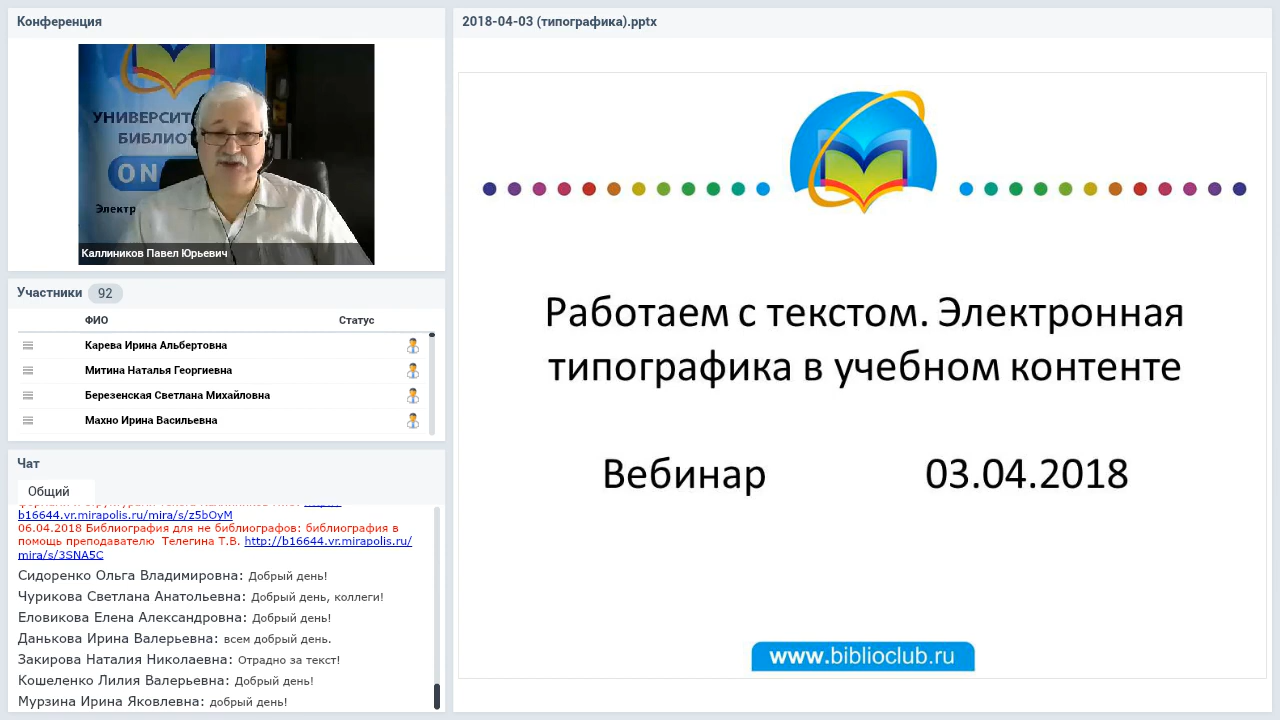 Конференция
УНИВЕРСИТ
БИБЛИО
ON
Электр
Каллиников Павел Юрьевич
Участники 92
ФИО Статус
Карева Ирина Альбертовна
Митина Наталья Георгиевна
Березенская Светлана Михайловна
Махно Ирина Васильевна
Чат
Общий
b16644.vr.mirapolis.ru/mira/s/z5bOyM
06.04.2018 Библиография для не библиографов: библиография в
помощь преподавателю Телегина Т.В. http://b16644.vr.mirapolis.ru/
mira/s/3SNA5C
Сидоренко Ольга Владимировна: Добрый день!
Чурикова Светлана Анатольевна: Добрый день, коллеги!
Еловикова Елена Александровна: Добрый день!
Данькова Ирина Валерьевна: всем добрый день.
Закирова Наталия Николаевна: Отрадно за текст!
Кошеленко Лилия Валерьевна: Добрый день!
Мурзина Ирина Яковлевна: добрый день!
2018-04-03 (типографика).pptx
Работаем с текстом. Электронная
типографика в учебном контенте
Вебинар 03.04.2018
www.biblioclub.ru